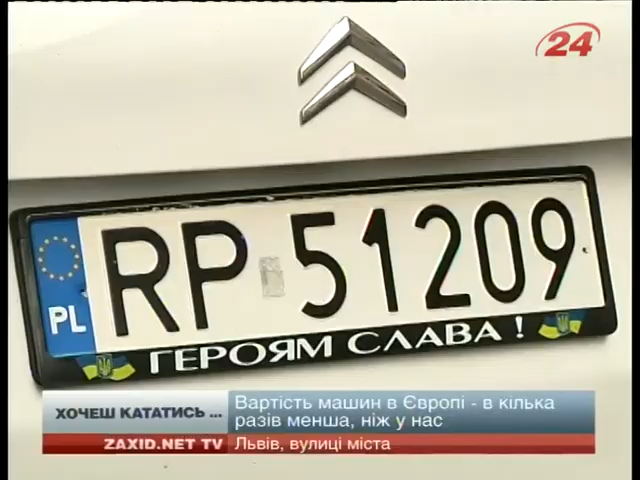 24
RP 51209
PL
ГЕРОЯМ СЛАВА !
ХОЧЕШ КАТАТИСЬ ...
Вартість машин в Європі - в кілька
разів менша, ніж у нас
ZAXID.NET TV
Львів, вулиці міста